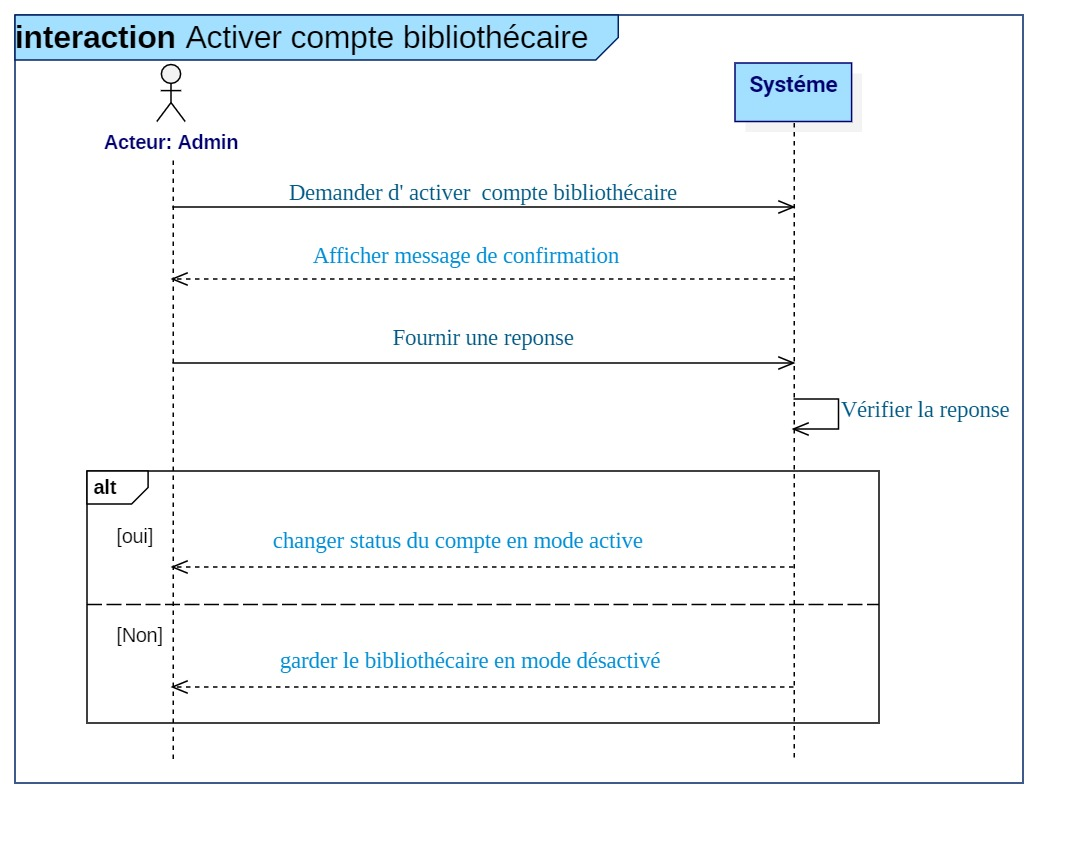 interaction Activer compte bibliothécaire
Systéme
Acteur: Admin
Demander d' activer  compte bibliothécaire
Afficher message de confirmation
Fournir une reponse
Vérifier la reponse
alt
[oui]
changer status du compte en mode active
[Non]
garder le bibliothécaire en mode désactivé